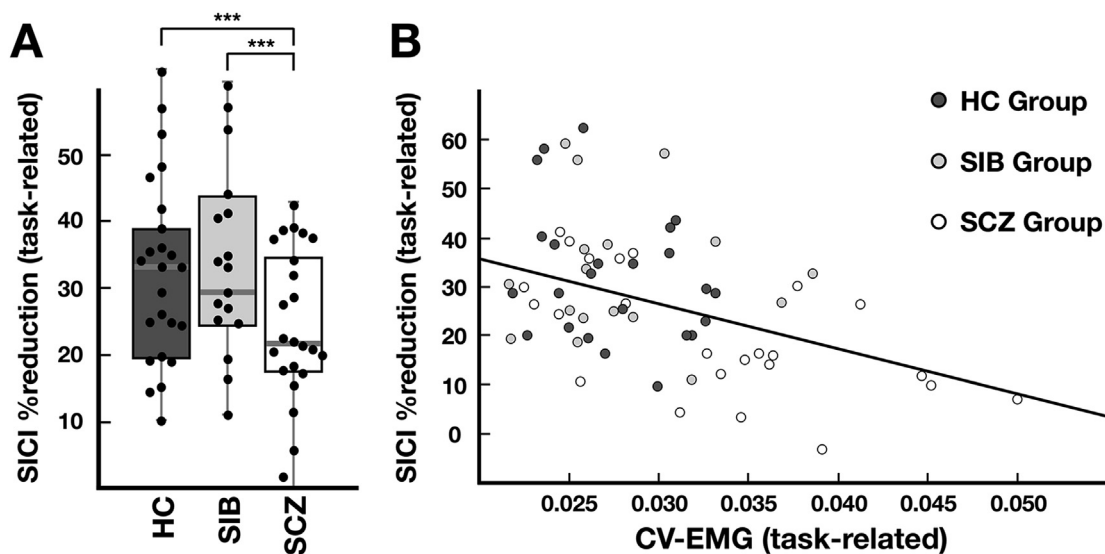 A
***
***
SICI %reduction (task-related)
50
40
30
20
10
HC
SIB
SCZ
B
HC Group
SIB Group
SCZ Group
SICI %reduction (task-related)
60
50
40
30
20
10
0
0.025 0.030 0.035 0.040 0.045 0.050
CV-EMG (task-related)